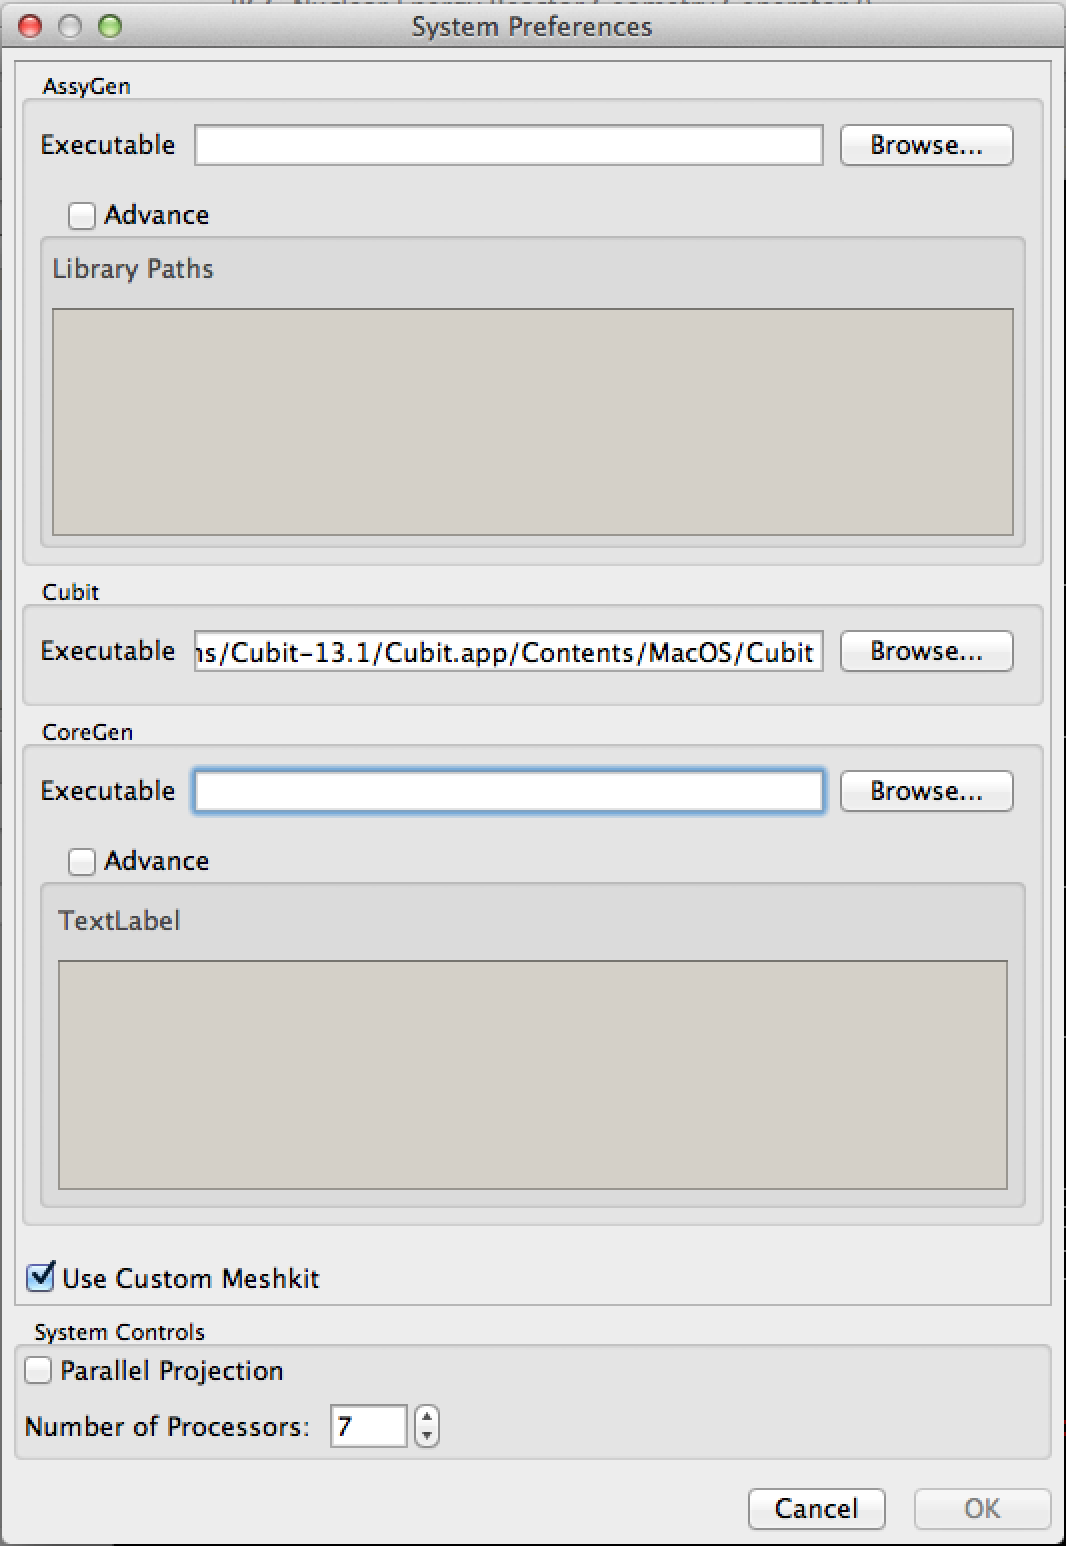 System Preferences
AssyGen
Executable Browse...
Advance
Library Paths
Cubit
Executable ns/Cubit-13.1/Cubit.app/Contents/MacOS/Cubit Browse...
CoreGen
Executable Browse...
Advance
TextLabel
Use Custom Meshkit
System Controls
Parallel Projection
Number of Processors: 7
Cancel OK